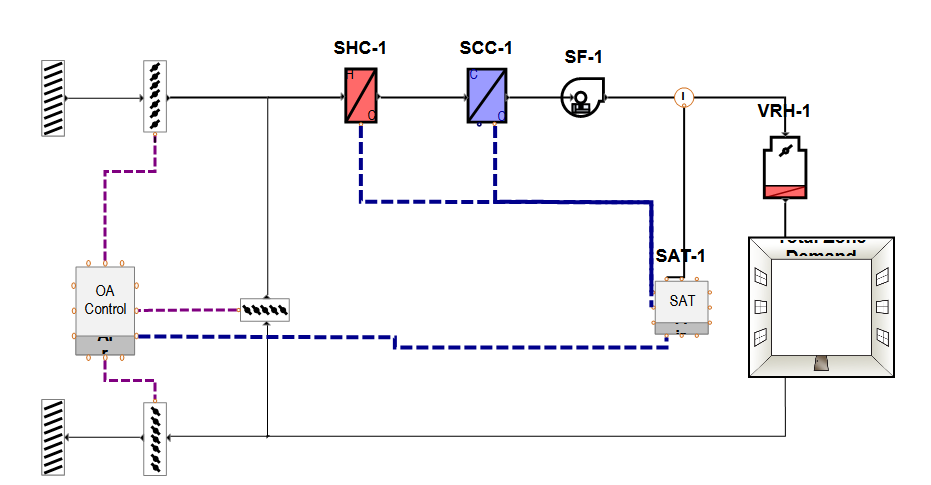 SHC-1
SCC-1
SF-1
H
C
C
C
I
VRH-1
SAT-1
SAT
OA
Control